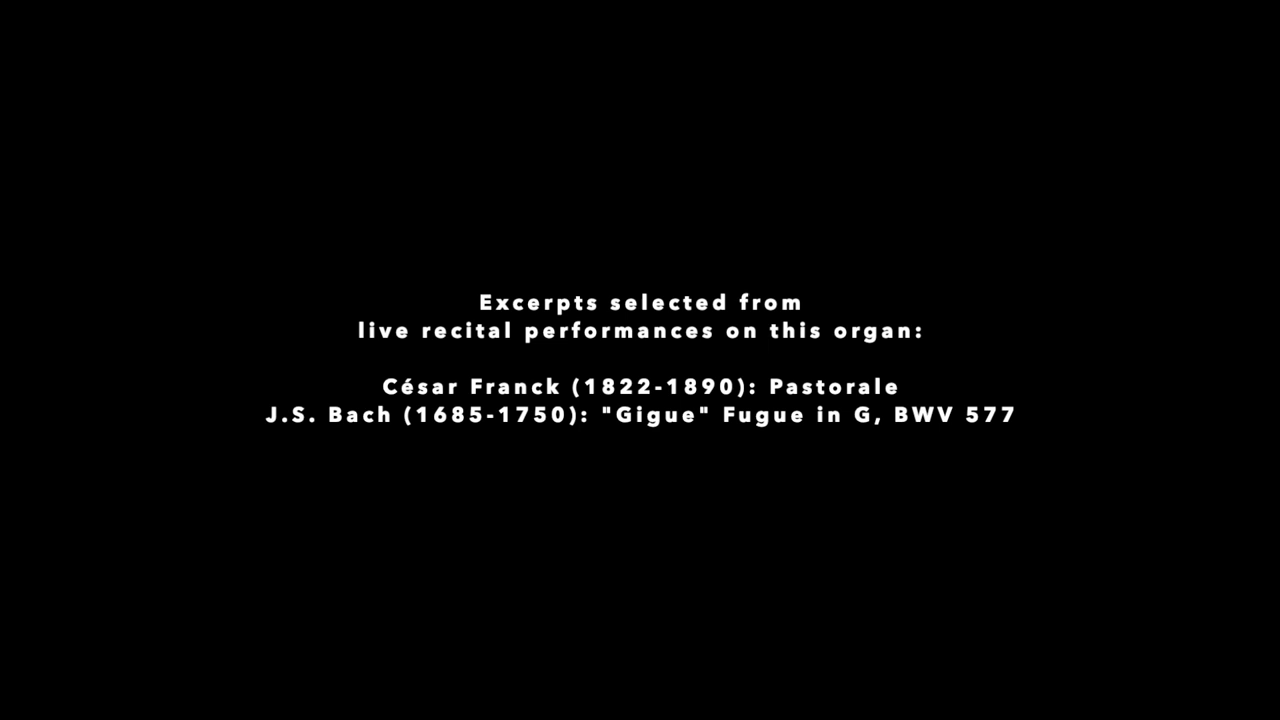 Excerpts selected from
live recital performances on this organ:
César Franck (1822-1890): Pastorale
J.S. Bach (1685-1750): "Gigue" Fugue in G, BWV 577